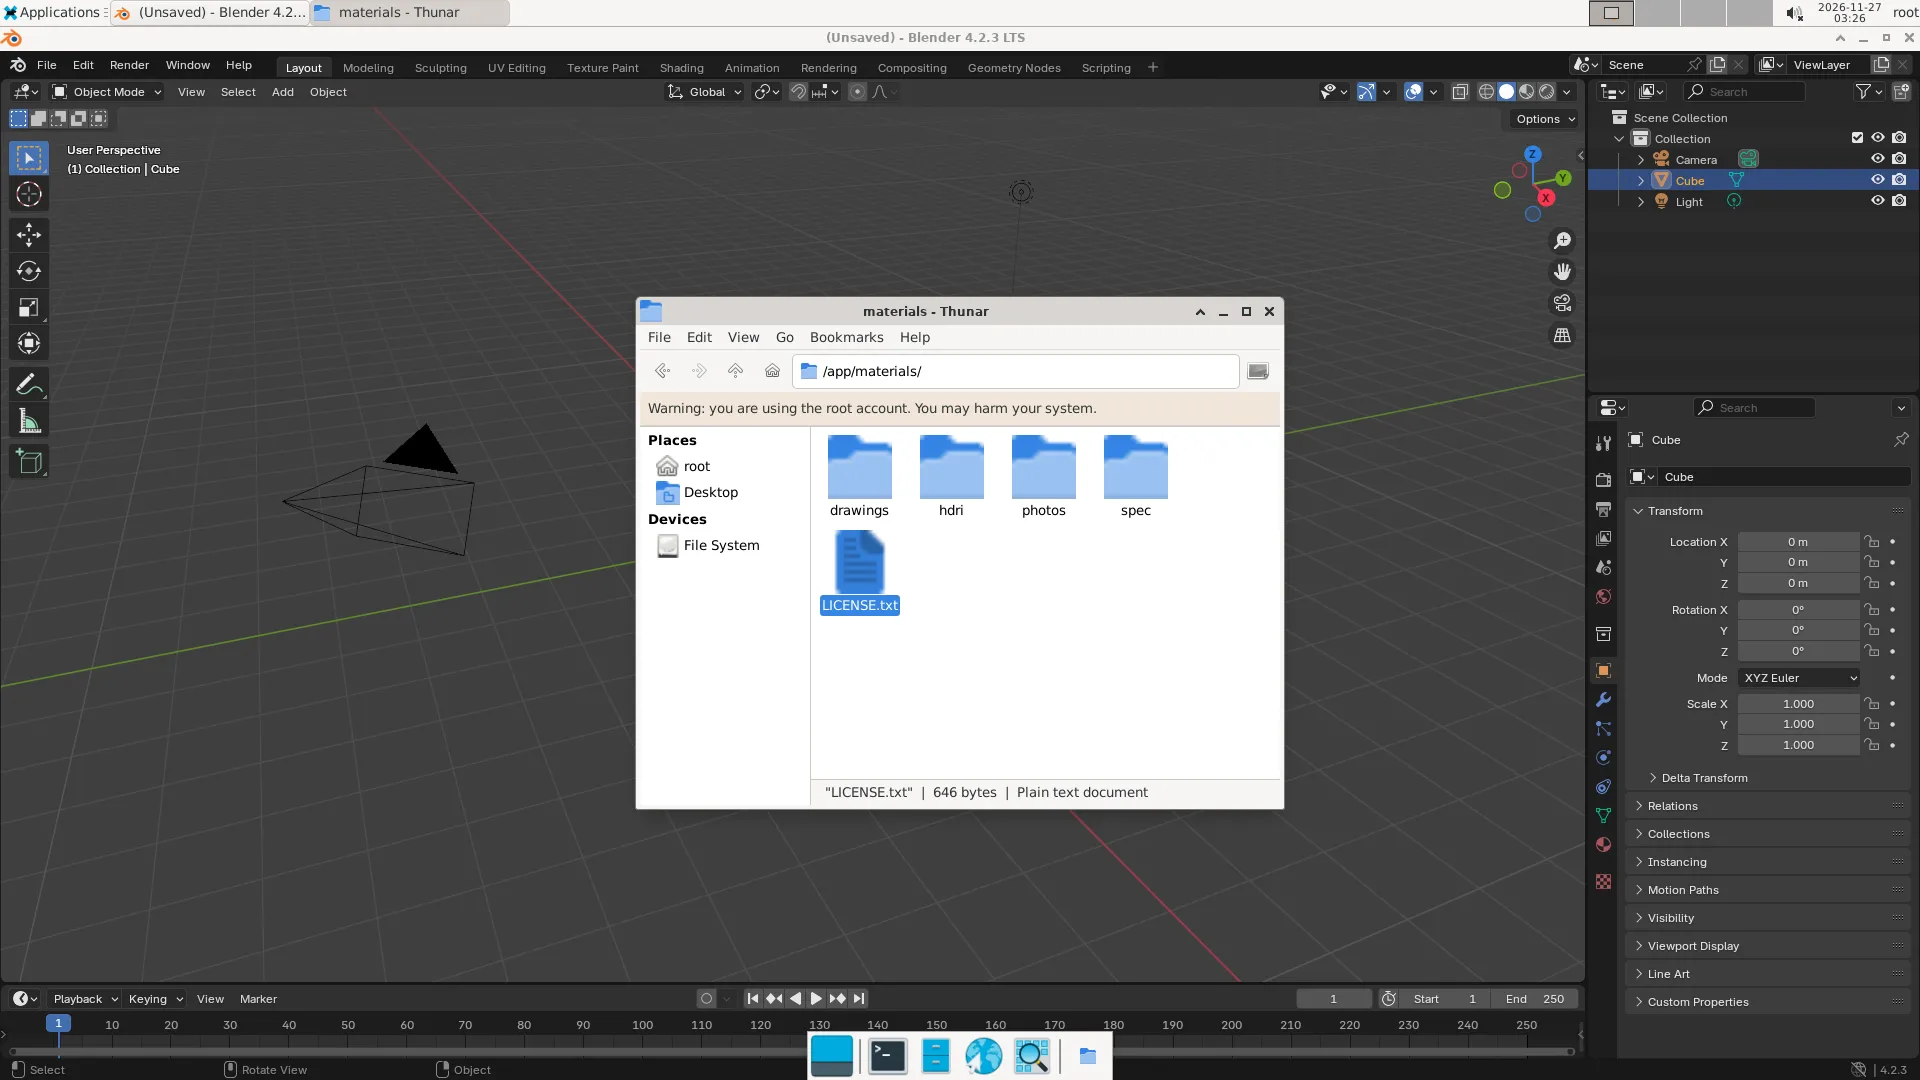 Applications
(Unsaved) - Blender 4.2...
materials - Thunar
2026-11-27
03:26
root
(Unsaved) - Blender 4.2.3 LTS
File Edit Render Window Help
Layout Modeling Sculpting UV Editing Texture Paint Shading Animation Rendering Compositing Geometry Nodes Scripting
Scene
ViewLayer
Object Mode View Select Add Object
Global
Search
Options
User Perspective
(1) Collection | Cube
Z
Y
X
Scene Collection
Collection
Camera
Cube
Light
materials - Thunar
File Edit View Go Bookmarks Help
/app/materials/
Warning: you are using the root account. You may harm your system.
Places
root
Desktop
Devices
File System
drawings hdri photos spec
LICENSE.txt
"LICENSE.txt" | 646 bytes | Plain text document
Search
Cube
Cube
Transform
Location X 0 m
Y 0 m
Z 0 m
Rotation X 0°
Y 0°
Z 0°
Mode XYZ Euler
Scale X 1.000
Y 1.000
Z 1.000
Delta Transform
Relations
Collections
Instancing
Motion Paths
Visibility
Viewport Display
Line Art
Custom Properties
Playback Keying View Marker
1
Start 1
End 250
1 10 20 30 40 50 60 70 80 90 100 110 120 130 140 150 160 170 180 190 200 210 220 230 240 250
Select
Rotate View
Object
4.2.3